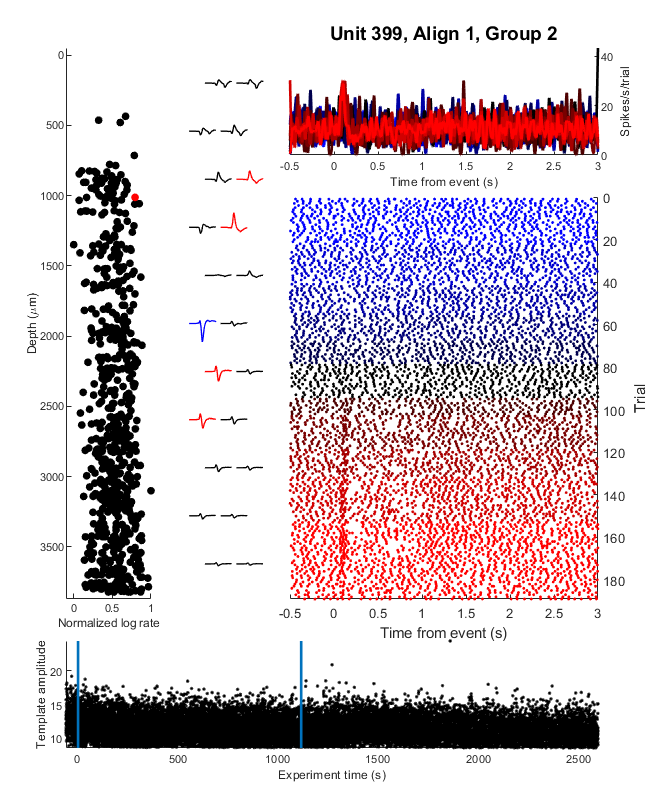 Unit 399, Align 1, Group 2
40
20
0
Spikes/s/trial
-0.5 0 0.5 1 1.5 2 2.5 3
Time from event (s)
0
500
1000
1500
2000
2500
3000
3500
Depth (μm)
0 0.5 1
Normalized log rate
0
20
40
60
80
100
120
140
160
180
Trial
-0.5 0 0.5 1 1.5 2 2.5 3
Time from event (s)
20
15
10
Template amplitude
0 500 1000 1500 2000 2500
Experiment time (s)